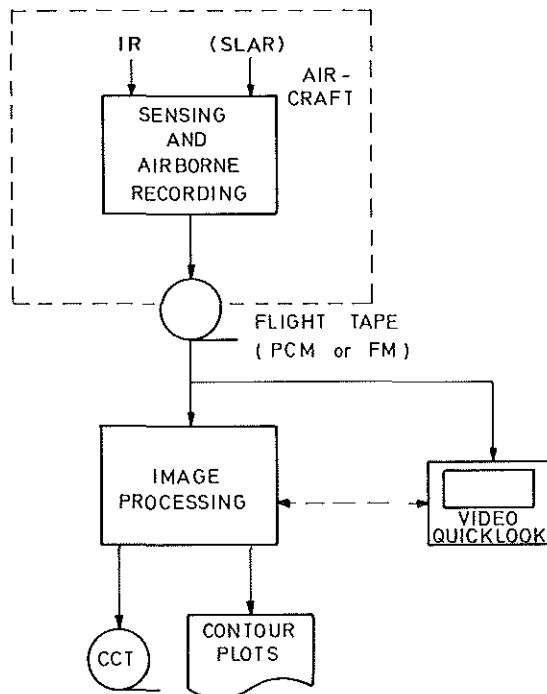 IR (SLAR)
AIR-
CRAFT
SENSING
AND
AIRBORNE
RECORDING
FLIGHT TAPE
(PCM or FM)
IMAGE
PROCESSING
VIDEO
QUICKLOOK
CCT
CONTOUR
PLOTS